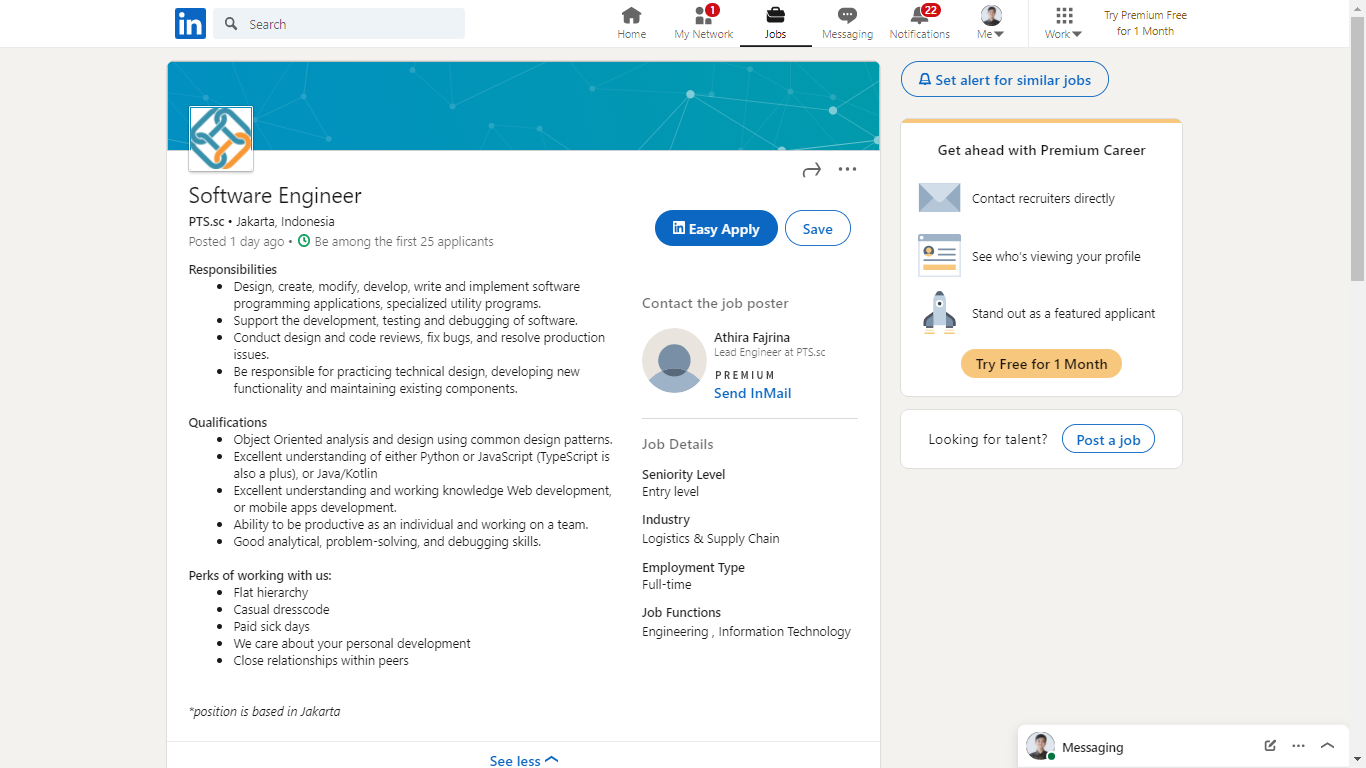 in
Search
1
22
Home
My Network
Jobs
Messaging
Notifications
Me
Work
Try Premium Free
for 1 Month
Software Engineer
PTS.sc • Jakarta, Indonesia
Posted 1 day ago • Be among the first 25 applicants
in Easy Apply
Save
Responsibilities
• Design, create, modify, develop, write and implement software
programming applications, specialized utility programs.
• Support the development, testing and debugging of software.
• Conduct design and code reviews, fix bugs, and resolve production
issues.
• Be responsible for practicing technical design, developing new
functionality and maintaining existing components.
Qualifications
• Object Oriented analysis and design using common design patterns.
• Excellent understanding of either Python or JavaScript (TypeScript is
also a plus), or Java/Kotlin
• Excellent understanding and working knowledge Web development,
or mobile apps development.
• Ability to be productive as an individual and working on a team.
• Good analytical, problem-solving, and debugging skills.
Perks of working with us:
• Flat hierarchy
• Casual dresscode
• Paid sick days
• We care about your personal development
• Close relationships within peers
*position is based in Jakarta
See less
Contact the job poster
Athira Fajrina
Lead Engineer at PTS.sc
PREMIUM
Send InMail
Job Details
Seniority Level
Entry level
Industry
Logistics & Supply Chain
Employment Type
Full-time
Job Functions
Engineering , Information Technology
Set alert for similar jobs
Get ahead with Premium Career
Contact recruiters directly
See who's viewing your profile
Stand out as a featured applicant
Try Free for 1 Month
Looking for talent?
Post a job
Messaging